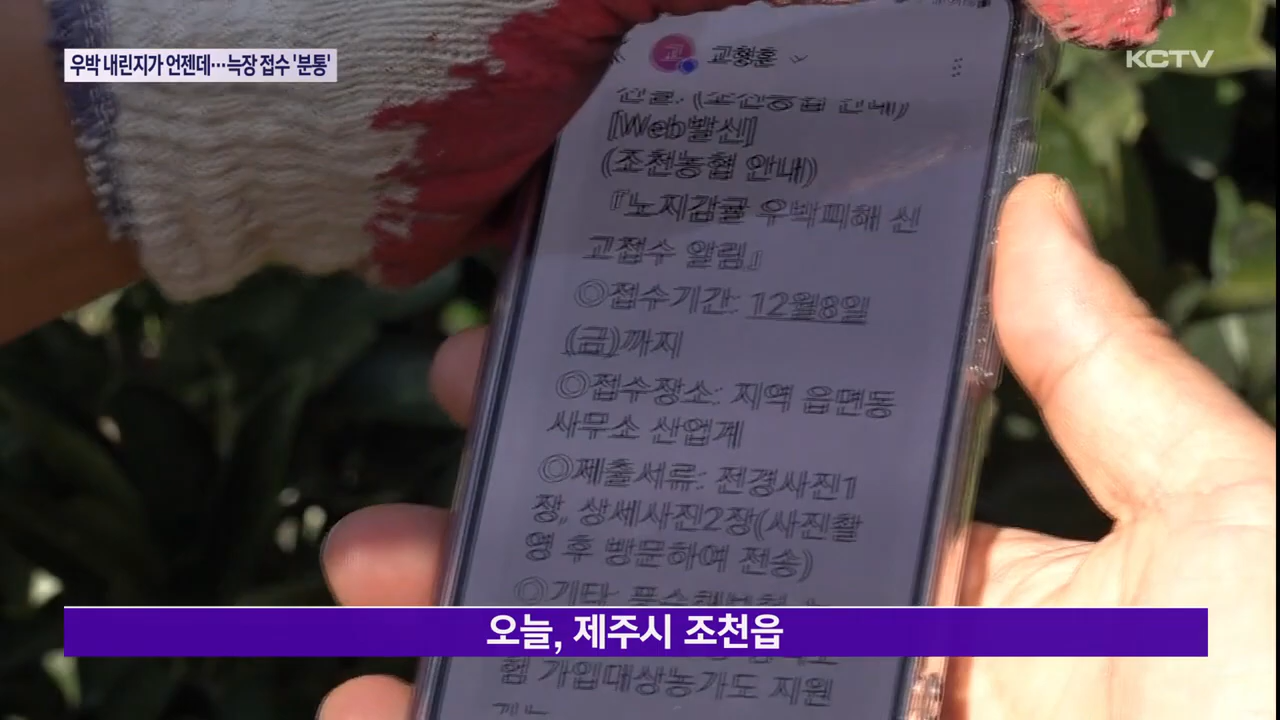 우박 내린지가 언젠데…늑장 접수 '분통'
KCTV
고 고형훈
[Web발신]
(조천농협 안내)
『노지감귤 우박피해 신
고접수 알림』
◎접수기간: 12월8일
(금)까지
◎접수장소: 지역 읍면동
사무소 산업계
◎제출서류: 전경사진1
장, 상세사진2장(사진촬
영 후 방문하여 전송)
◎기타:
오늘, 제주시 조천읍
험 가입대상농가도 지원